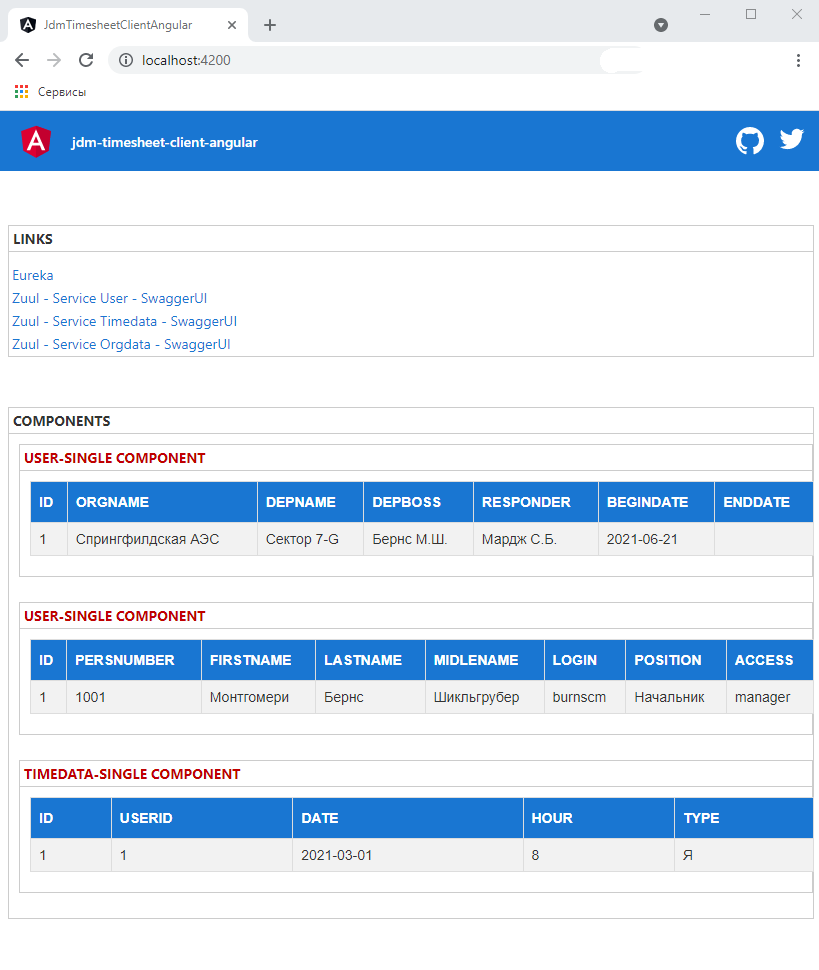 JdmTimesheetClientAngular
localhost:4200
Сервисы
jdm-timesheet-client-angular
LINKS
Eureka
Zuul - Service User - SwaggerUI
Zuul - Service Timedata - SwaggerUI
Zuul - Service Orgdata - SwaggerUI
COMPONENTS
USER-SINGLE COMPONENT
ID ORGNAME DEPNAME DEPBOSS RESPONDER BEGINDATE ENDDATE
1 Спрингфилдская АЭС Сектор 7-G Бернс М.Ш. Мардж С.Б. 2021-06-21
USER-SINGLE COMPONENT
ID PERSNUMBER FIRSTNAME LASTNAME MIDLENAME LOGIN POSITION ACCESS
1 1001 Монтгомери Бернс Шикльгрубер burnscm Начальник manager
TIMEDATA-SINGLE COMPONENT
ID USERID DATE HOUR TYPE
1 1 2021-03-01 8 Я